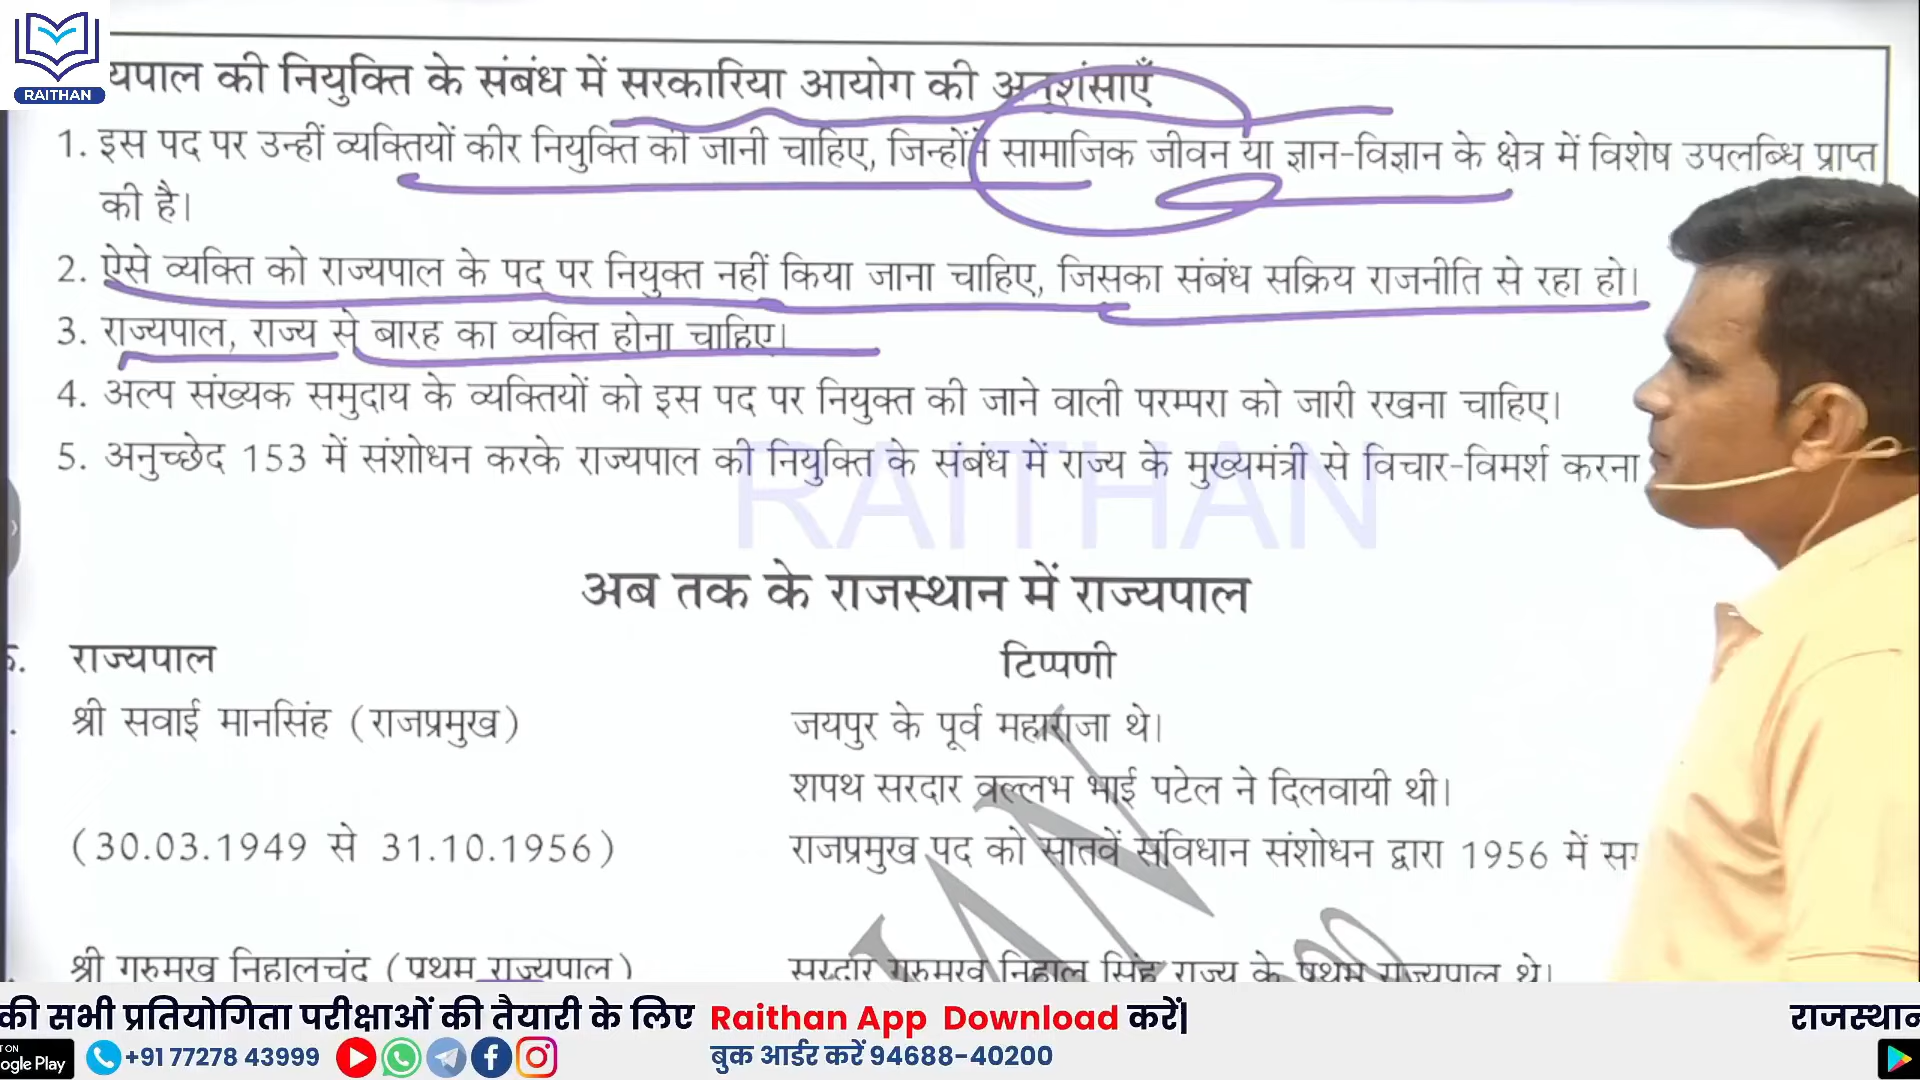 RAITHAN
यपाल की नियुक्ति के संबंध में सरकारिया आयोग की अनुशंसाएँ
1. इस पद पर उन्हीं व्यक्तियों कीर नियुक्ति की जानी चाहिए, जिन्होंने सामाजिक जीवन या ज्ञान-विज्ञान के क्षेत्र में विशेष उपलब्धि प्राप्त
की है।
2. ऐसे व्यक्ति को राज्यपाल के पद पर नियुक्त नहीं किया जाना चाहिए, जिसका संबंध सक्रिय राजनीति से रहा हो।
3. राज्यपाल, राज्य से बारह का व्यक्ति होना चाहिए।
4. अल्प संख्यक समुदाय के व्यक्तियों को इस पद पर नियुक्त की जाने वाली परम्परा को जारी रखना चाहिए।
5. अनुच्छेद 153 में संशोधन करके राज्यपाल की नियुक्ति के संबंध में राज्य के मुख्यमंत्री से विचार-विमर्श करना
RAITHAN
अब तक के राजस्थान में राज्यपाल
राज्यपाल टिप्पणी
श्री सवाई मानसिंह (राजप्रमुख) जयपुर के पूर्व महाराजा थे।
शपथ सरदार वल्लभ भाई पटेल ने दिलवायी थी।
(30.03.1949 से 31.10.1956) राजप्रमुख पद को सातवें संविधान संशोधन द्वारा 1956 में
श्री गुरुमुख निहालचंद (प्रथम राज्यपाल) सरदार गुरुमुख निहाल सिंह राज्य के प्रथम राज्यपाल थे।
की सभी प्रतियोगिता परीक्षाओं की तैयारी के लिए Raithan App Download करें| राजस्थान
ogle Play +91 77278 43999 बुक आर्डर करें 94688-40200